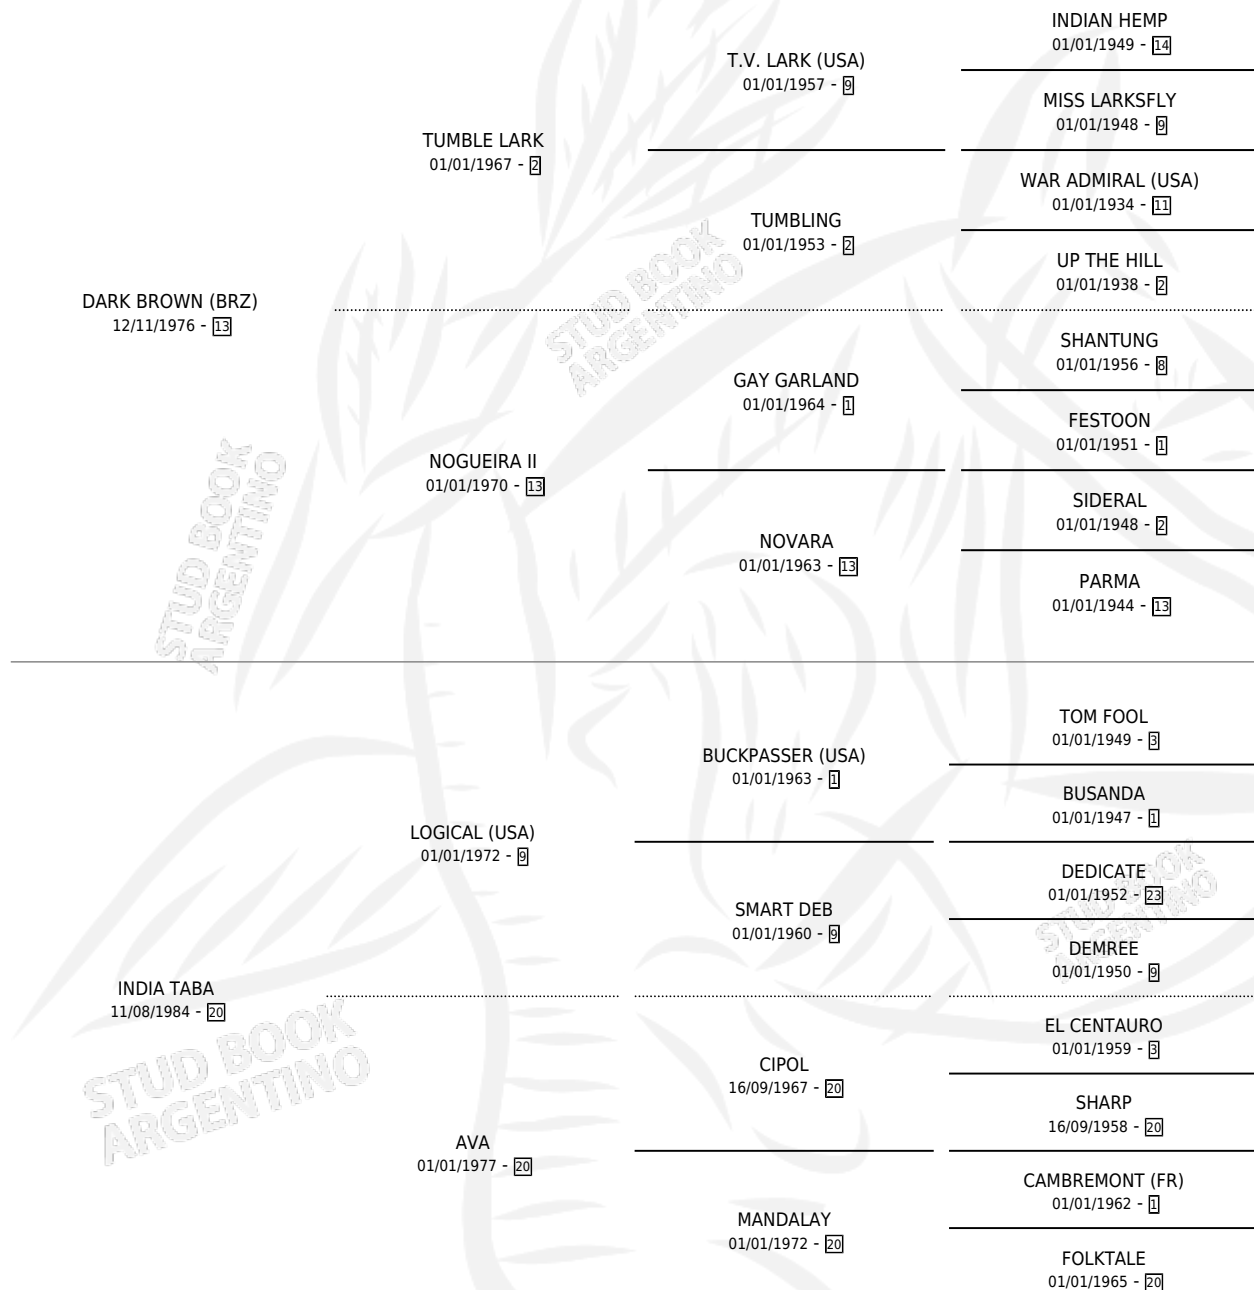 INDIAN HEMP
01/01/1949 - 14
T.V. LARK (USA)
01/01/1957 - 9
MISS LARKSFLY
01/01/1948 - 9
TUMBLE LARK
01/01/1967 - 2
WAR ADMIRAL (USA)
01/01/1934 - 11
TUMBLING
01/01/1953 - 2
UP THE HILL
01/01/1938 - 2
DARK BROWN (BRZ)
12/11/1976 - 13
SHANTUNG
01/01/1956 - 8
GAY GARLAND
01/01/1964 - 1
FESTOON
01/01/1951 - 1
NOGUEIRA II
01/01/1970 - 13
SIDERAL
01/01/1948 - 2
NOVARA
01/01/1963 - 13
PARMA
01/01/1944 - 13
TOM FOOL
01/01/1949 - 3
BUCKPASSER (USA)
01/01/1963 - 1
BUSANDA
01/01/1947 - 1
LOGICAL (USA)
01/01/1972 - 9
DEDICATE
01/01/1952 - 23
SMART DEB
01/01/1960 - 9
DEMREE
01/01/1950 - 9
INDIA TABA
11/08/1984 - 20
EL CENTAURO
01/01/1959 - 3
CIPOL
16/09/1967 - 20
SHARP
16/09/1958 - 20
AVA
01/01/1977 - 20
CAMBREMONT (FR)
01/01/1962 - 1
MANDALAY
01/01/1972 - 20
FOLKTALE
01/01/1965 - 20
STUD BOOK
ARGENTINO
STUD BOOK
ARGENTINO
STUD BOOK
ARGENTINO
STUD BOOK
ARGENTINO